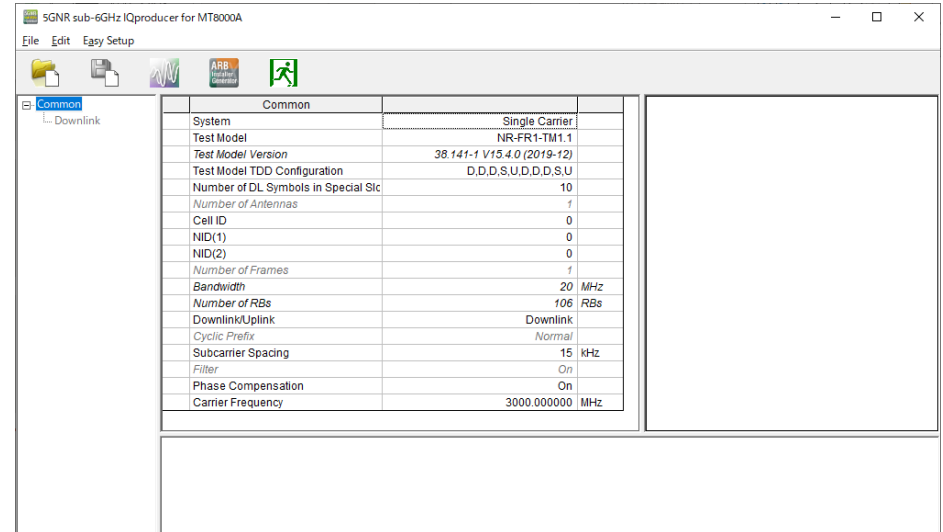 5GNR sub-6GHz IQproducer for MT8000A
File Edit Easy Setup
ARB
Installer
Generator
Common
Downlink
Common
System Single Carrier
Test Model NR-FR1-TM1.1
Test Model Version 38.141-1 V15.4.0 (2019-12)
Test Model TDD Configuration D,D,D,S,U,D,D,D,S,U
Number of DL Symbols in Special Slc 10
Number of Antennas 1
Cell ID 0
NID(1) 0
NID(2) 0
Number of Frames 1
Bandwidth 20 MHz
Number of RBs 106 RBs
Downlink/Uplink Downlink
Cyclic Prefix Normal
Subcarrier Spacing 15 kHz
Filter On
Phase Compensation On
Carrier Frequency 3000.000000 MHz